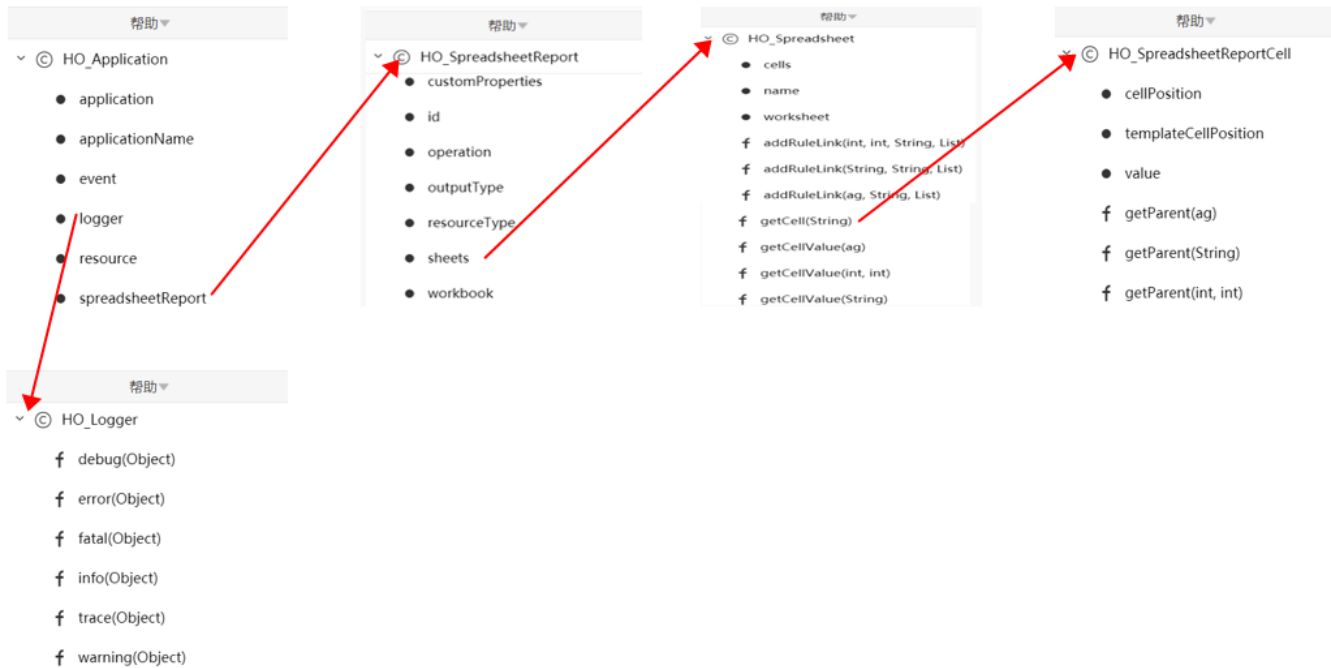 帮助
HO_Application
application
applicationName
event
logger
resource
spreadsheetReport
帮助
HO_SpreadsheetReport
customProperties
id
operation
outputType
resourceType
sheets
workbook
帮助
HO_Spreadsheet
cells
name
worksheet
addRuleLink(int, int, String, List)
addRuleLink(String, String, List)
addRuleLink(ag, String, List)
getCell(String)
getCellValue(ag)
getCellValue(int, int)
getCellValue(String)
帮助
HO_SpreadsheetReportCell
cellPosition
templateCellPosition
value
getParent(ag)
getParent(String)
getParent(int, int)
帮助
HO_Logger
debug(Object)
error(Object)
fatal(Object)
info(Object)
trace(Object)
warning(Object)